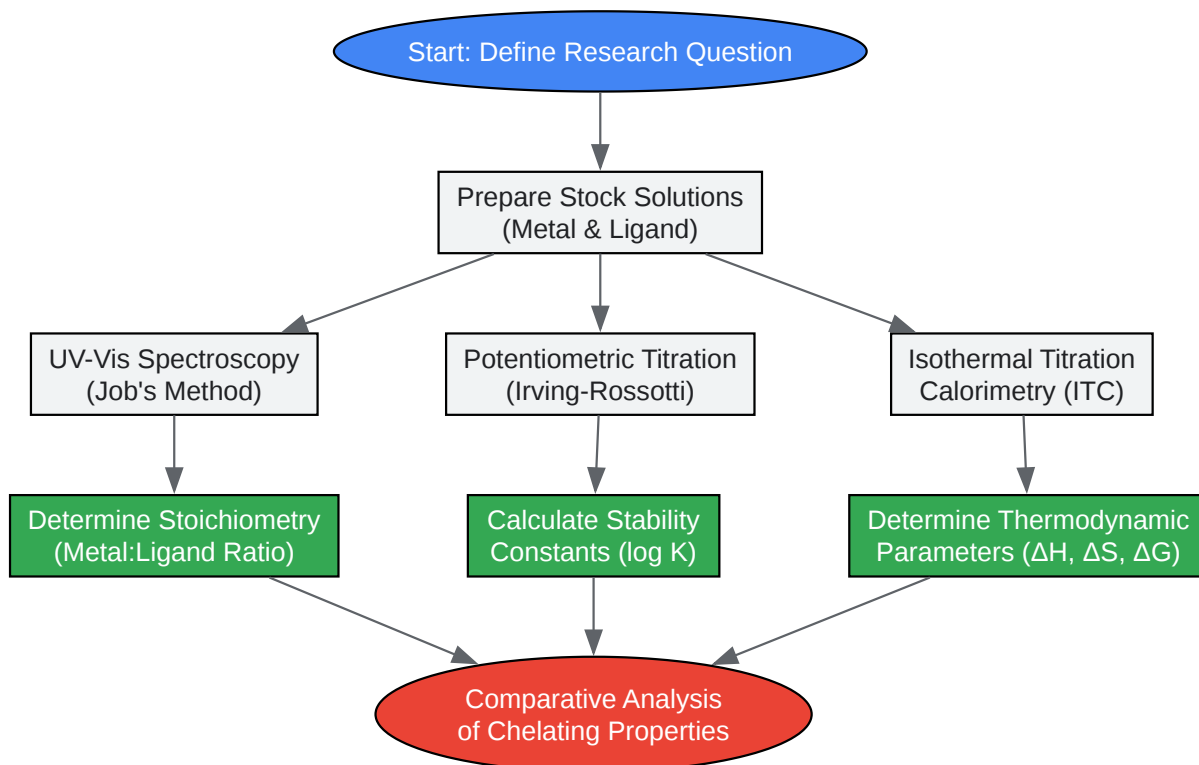 Start: Define Research Question
Prepare Stock Solutions
(Metal & Ligand)
UV-Vis Spectroscopy
(Job's Method)
Potentiometric Titration
(Irving-Rossotti)
Isothermal Titration
Calorimetry (ITC)
Determine Stoichiometry
(Metal:Ligand Ratio)
Calculate Stability
Constants (log K)
Determine Thermodynamic
Parameters (ΔH, ΔS, ΔG)
Comparative Analysis
of Chelating Properties